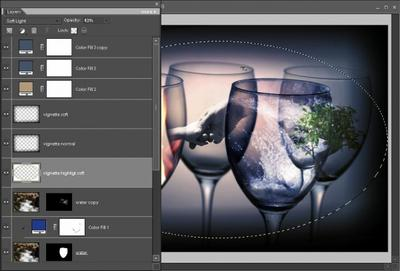 Layers
Soft Light
Opacity:
Lock:
Color Fill 3 copy
Color Fill 3
Color Fill 2
vignette soft
vignette normal
vignette highlight soft
water copy
Color Fill 1
water